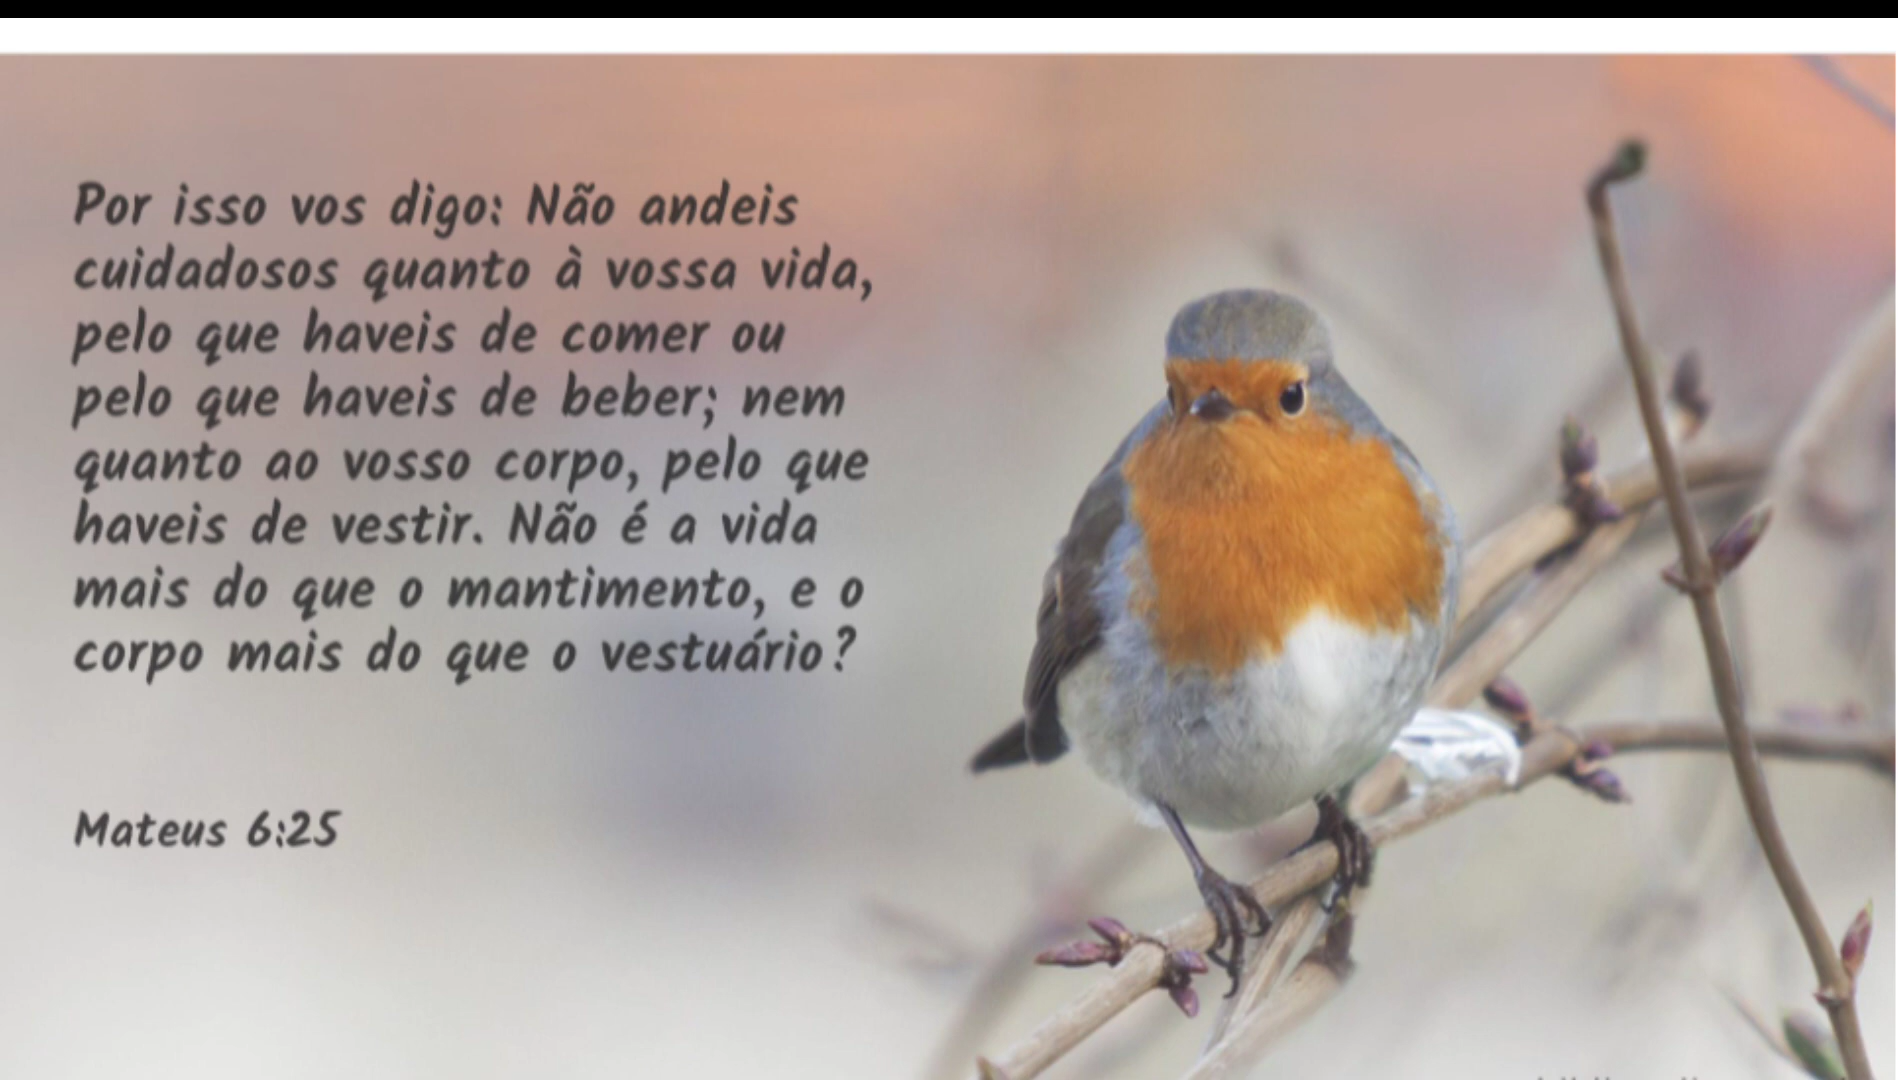 Por isso vos digo: Não andeis
cuidadosos quanto à vossa vida,
pelo que haveis de comer ou
pelo que haveis de beber; nem
quanto ao vosso corpo, pelo que
haveis de vestir. Não é a vida
mais do que o mantimento, e o
corpo mais do que o vestuário?
Mateus 6:25